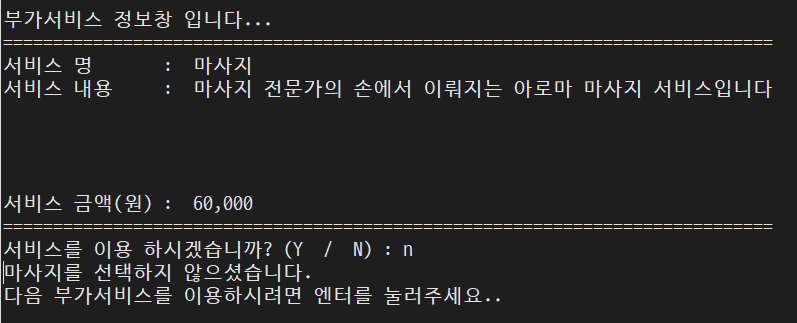 부가서비스 정보창 입니다...
=============================================================================
서비스 명 : 마사지
서비스 내용 : 마사지 전문가의 손에서 이뤄지는 아로마 마사지 서비스입니다
서비스 금액(원) : 60,000
=============================================================================
서비스를 이용 하시겠습니까? (Y / N) : n
마사지를 선택하지 않으셨습니다.
다음 부가서비스를 이용하시려면 엔터를 눌러주세요..